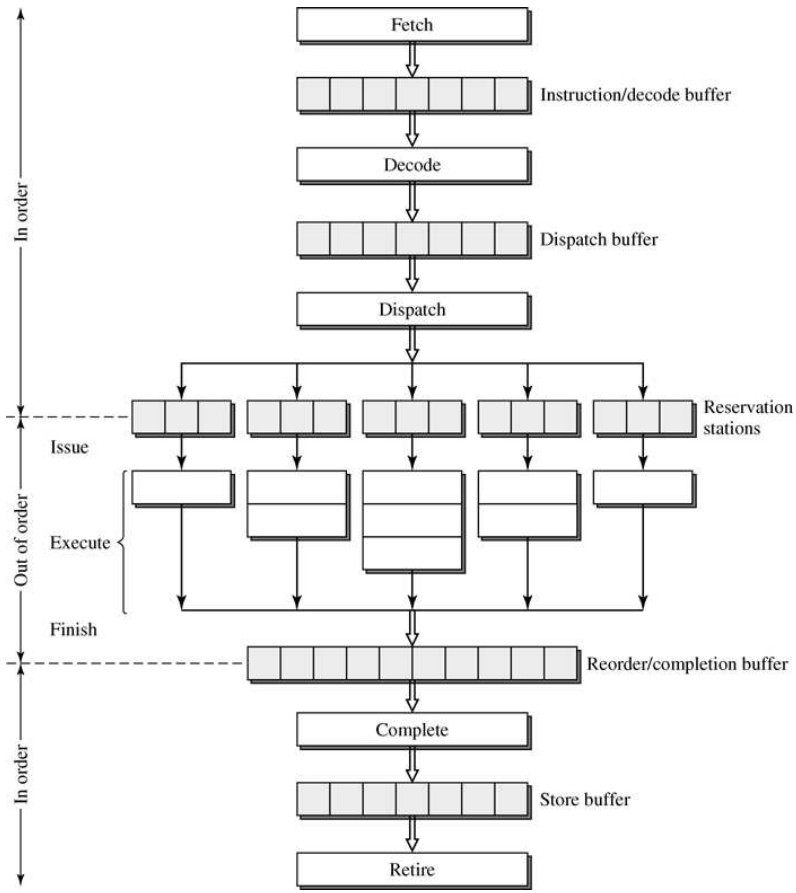 Fetch
Instruction/decode buffer
Decode
In order
Dispatch buffer
Dispatch
Reservation
stations
Issue
Execute
Out of order
Finish
Reorder/completion buffer
Complete
In order
Store buffer
Retire